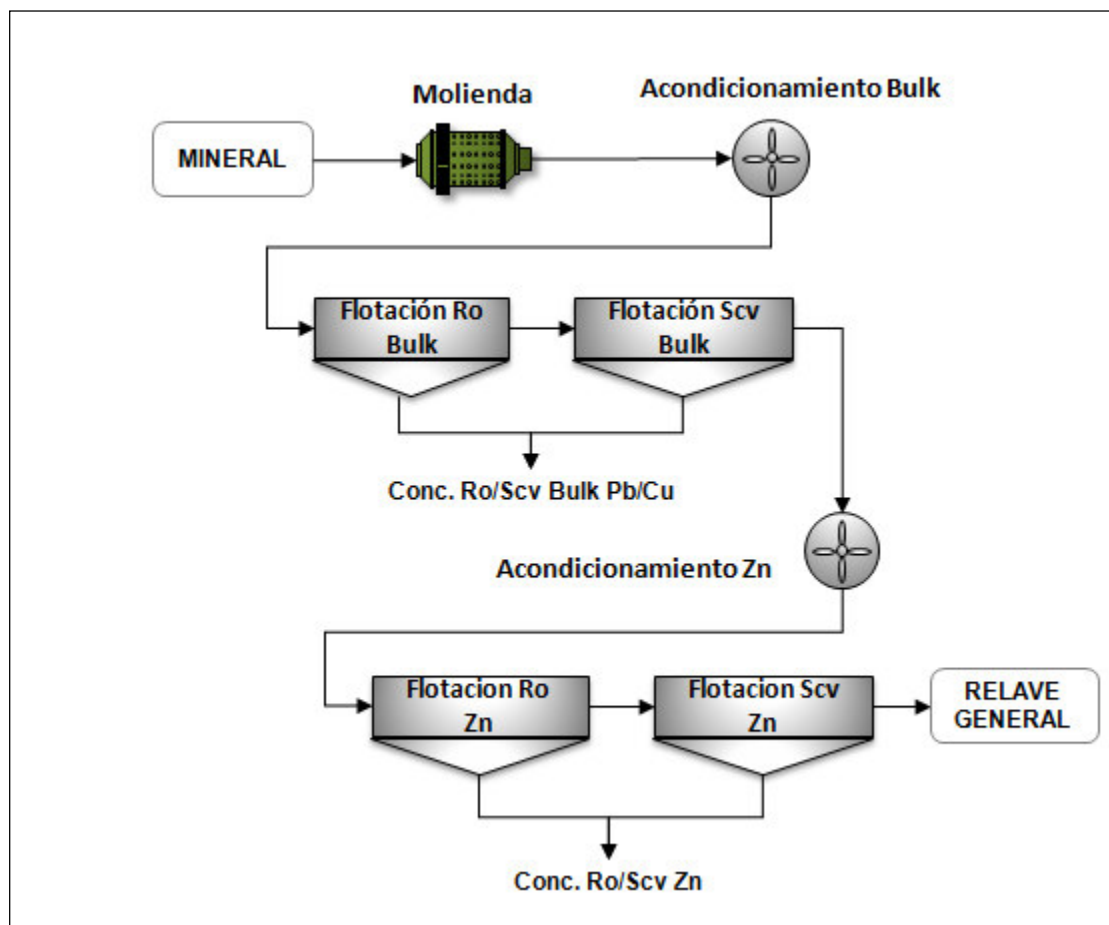 Molienda
Acondicionamiento Bulk
MINERAL
Flotación Ro
Bulk
Flotación Scv
Bulk
Conc. Ro/Scv Bulk Pb/Cu
Acondicionamiento Zn
Flotacion Ro
Zn
Flotacion Scv
Zn
RELAVE
GENERAL
Conc. Ro/Scv Zn